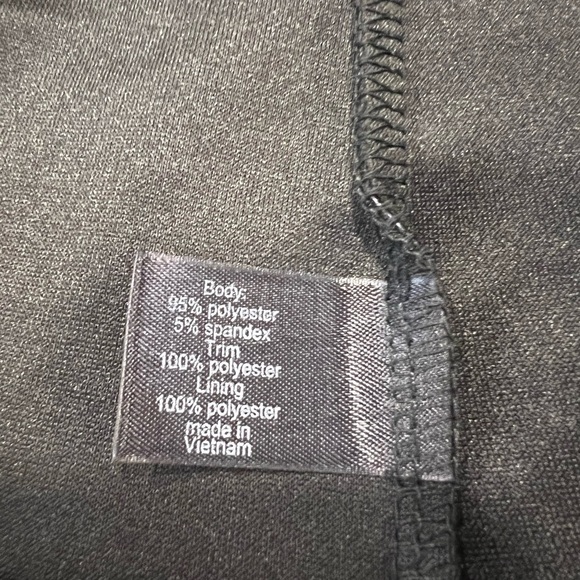 Body:
95% polyester
5% spandex
Trim
100% polyester
Lining
100% polyester
made in
Vietnam